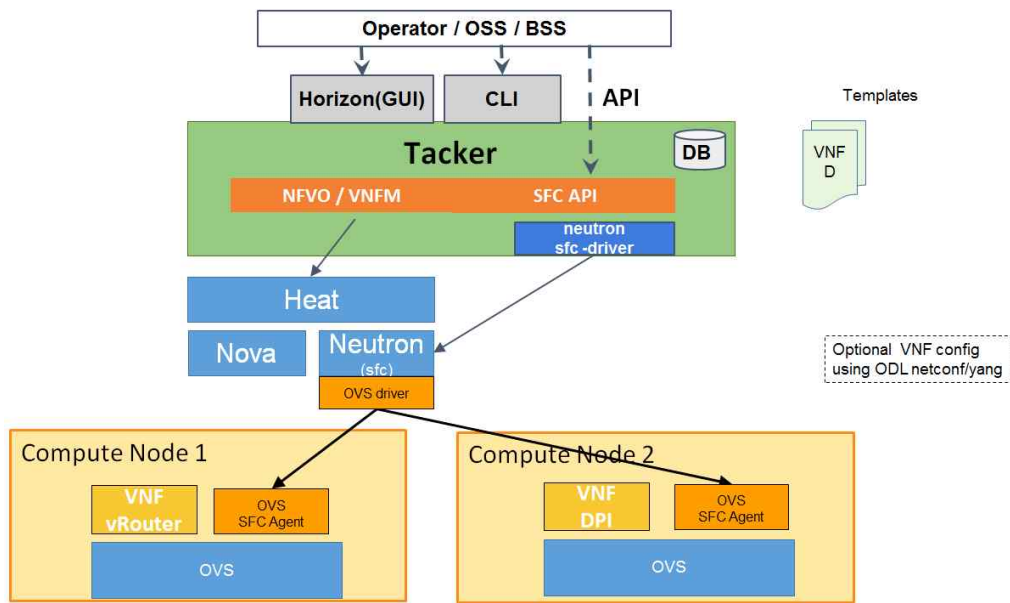 Operator / OSS / BSS
Horizon(GUI)
CLI
API
Templates
Tacker
DB
VNF
D
NFVO / VNFM
SFC API
neutron
sfc -driver
Heat
Nova
Neutron
(sfc)
OVS driver
Optional VNF config
using ODL netconf/yang
Compute Node 1
VNF
vRouter
OVS
SFC Agent
OVS
Compute Node 2
VNF
DPI
OVS
SFC Agent
OVS